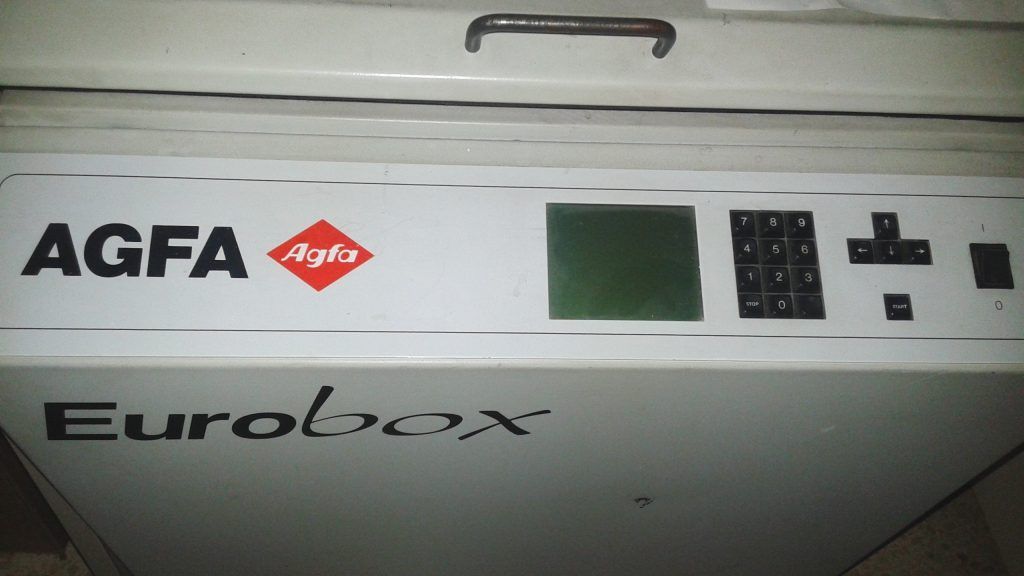 AGFA Agfa
7 8 9
4 5 6
1 2 3
STOP 0
↑
← ↓ →
START
I
0
Eurobox